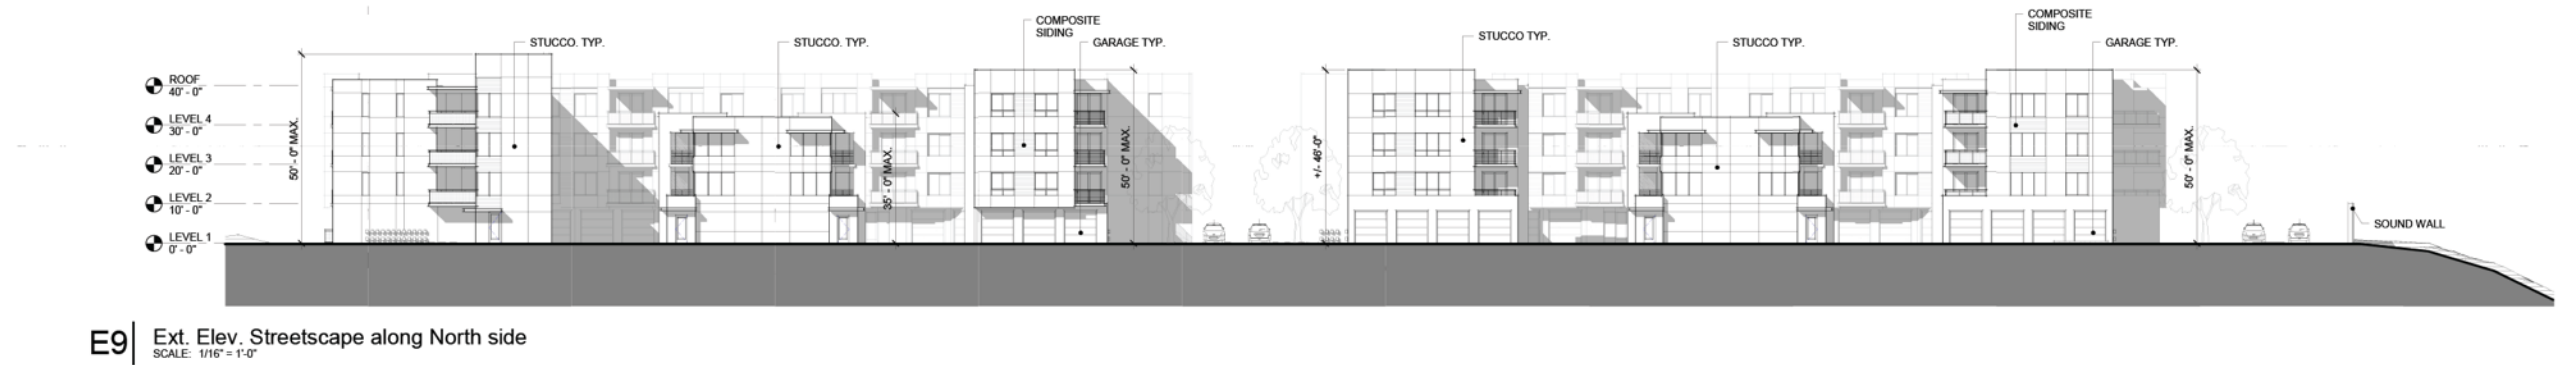 COMPOSITE
SIDING
STUCCO. TYP.
STUCCO. TYP.
GARAGE TYP.
STUCCO TYP.
STUCCO TYP.
COMPOSITE
SIDING
GARAGE TYP.
ROOF
40' - 0"
LEVEL 4
30' - 0"
LEVEL 3
20' - 0"
LEVEL 2
10' - 0"
LEVEL 1
0' - 0"
50' - 0" MAX.
35' - 0" MAX.
50' - 0" MAX.
+/- 46'-0"
50' - 0" MAX.
SOUND WALL
E9
Ext. Elev. Streetscape along North side
SCALE: 1/16" = 1'-0"